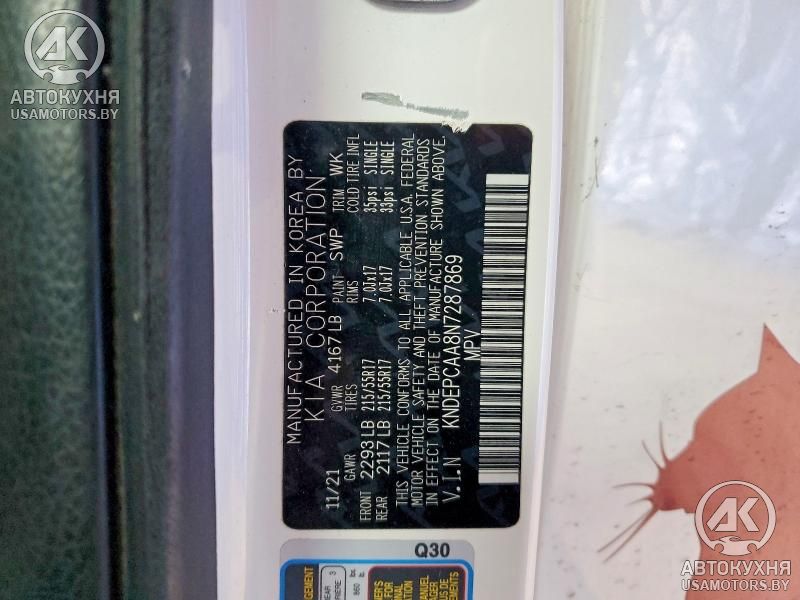 AK
АВТОКУХНЯ
USAMOTORS.BY
MANUFACTURED IN KOREA BY
KIA CORPORATION
11/21 GVWR 4167 LB PAINT SWP TRIM WK
GAWR TIRES RIMS COLD TIRE INFL
FRONT 2293 LB 215/55R17 7.0Jx17 35psi SINGLE
REAR 2117 LB 215/55R17 7.0Jx17 33psi SINGLE
THIS VEHICLE CONFORMS TO ALL APPLICABLE U.S.A. FEDERAL
MOTOR VEHICLE SAFETY AND THEFT PREVENTION STANDARDS
IN EFFECT ON THE DATE OF MANUFACTURE SHOWN ABOVE.
V.I.N KNDEPCAA8N7287869
MPV
Q30
AK
АВТОКУХНЯ
USAMOTORS.BY